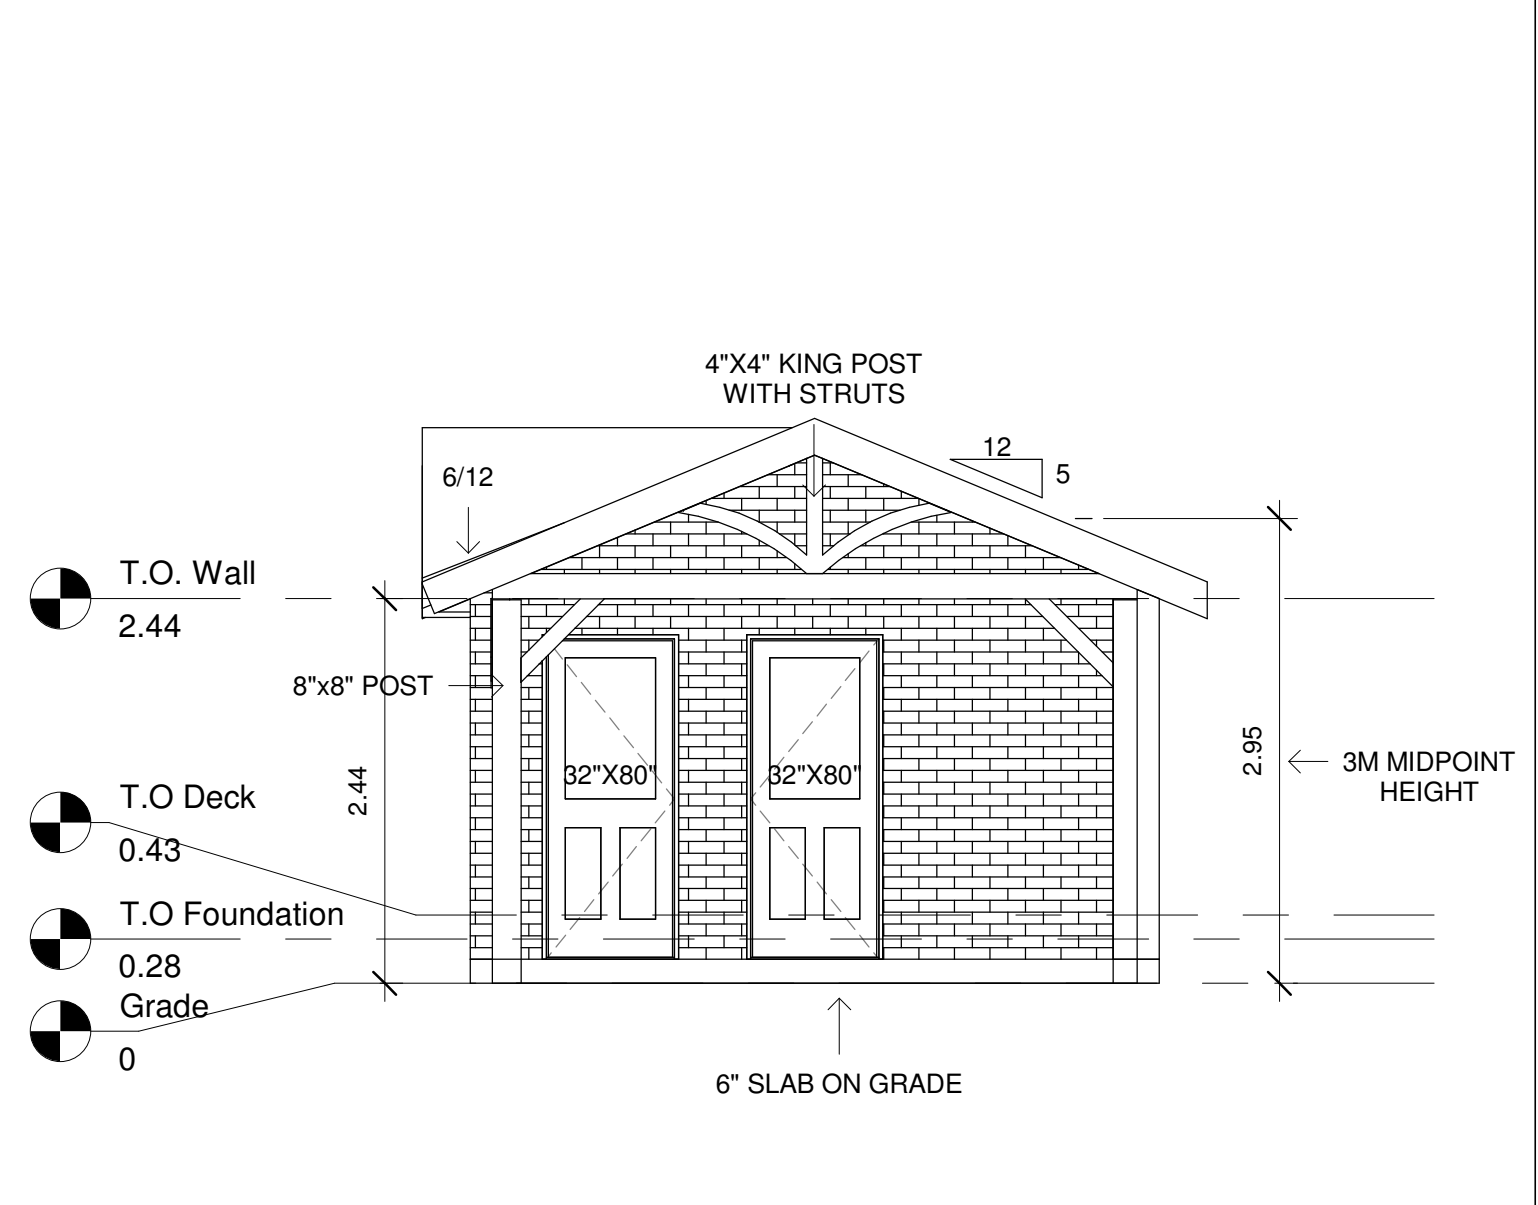 4"X4" KING POST
WITH STRUTS
12
5
6/12
T.O. Wall
2.44
8"x8" POST
2.44
32"X80"
32"X80"
2.95
3M MIDPOINT
HEIGHT
T.O Deck
0.43
T.O Foundation
0.28
Grade
0
6" SLAB ON GRADE